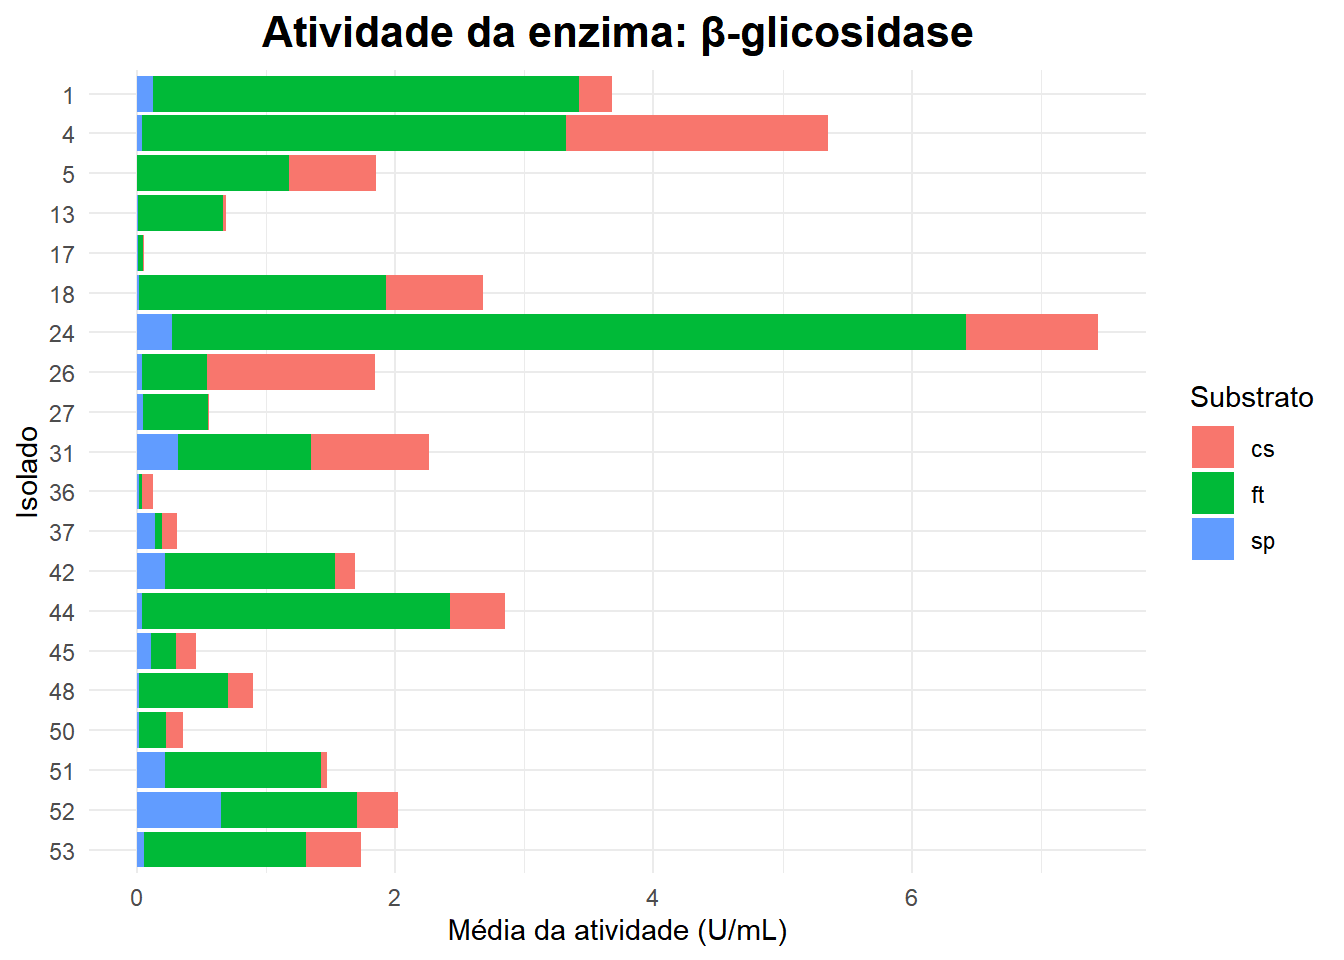 Atividade da enzima: β-glicosidase
Isolado
1
4
5
13
17
18
24
26
27
31
36
37
42
44
45
48
50
51
52
53
0 2 4 6
Média da atividade (U/mL)
Substrato
cs
ft
sp